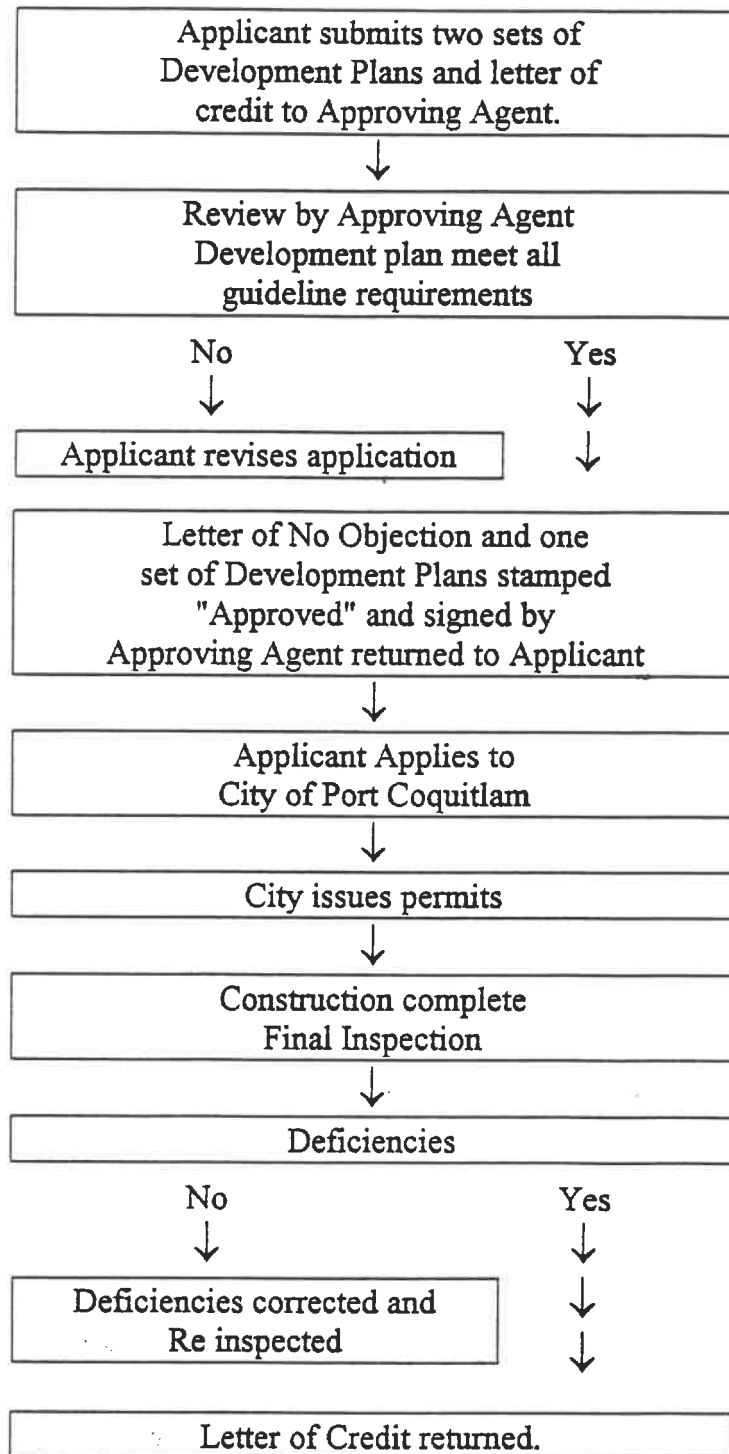 Applicant submits two sets of
Development Plans and letter of
credit to Approving Agent.
Review by Approving Agent
Development plan meet all
guideline requirements
No Yes
Applicant revises application
Letter of No Objection and one
set of Development Plans stamped
"Approved" and signed by
Approving Agent returned to Applicant
Applicant Applies to
City of Port Coquitlam
City issues permits
Construction complete
Final Inspection
Deficiencies
No Yes
Deficiencies corrected and
Re inspected
Letter of Credit returned.